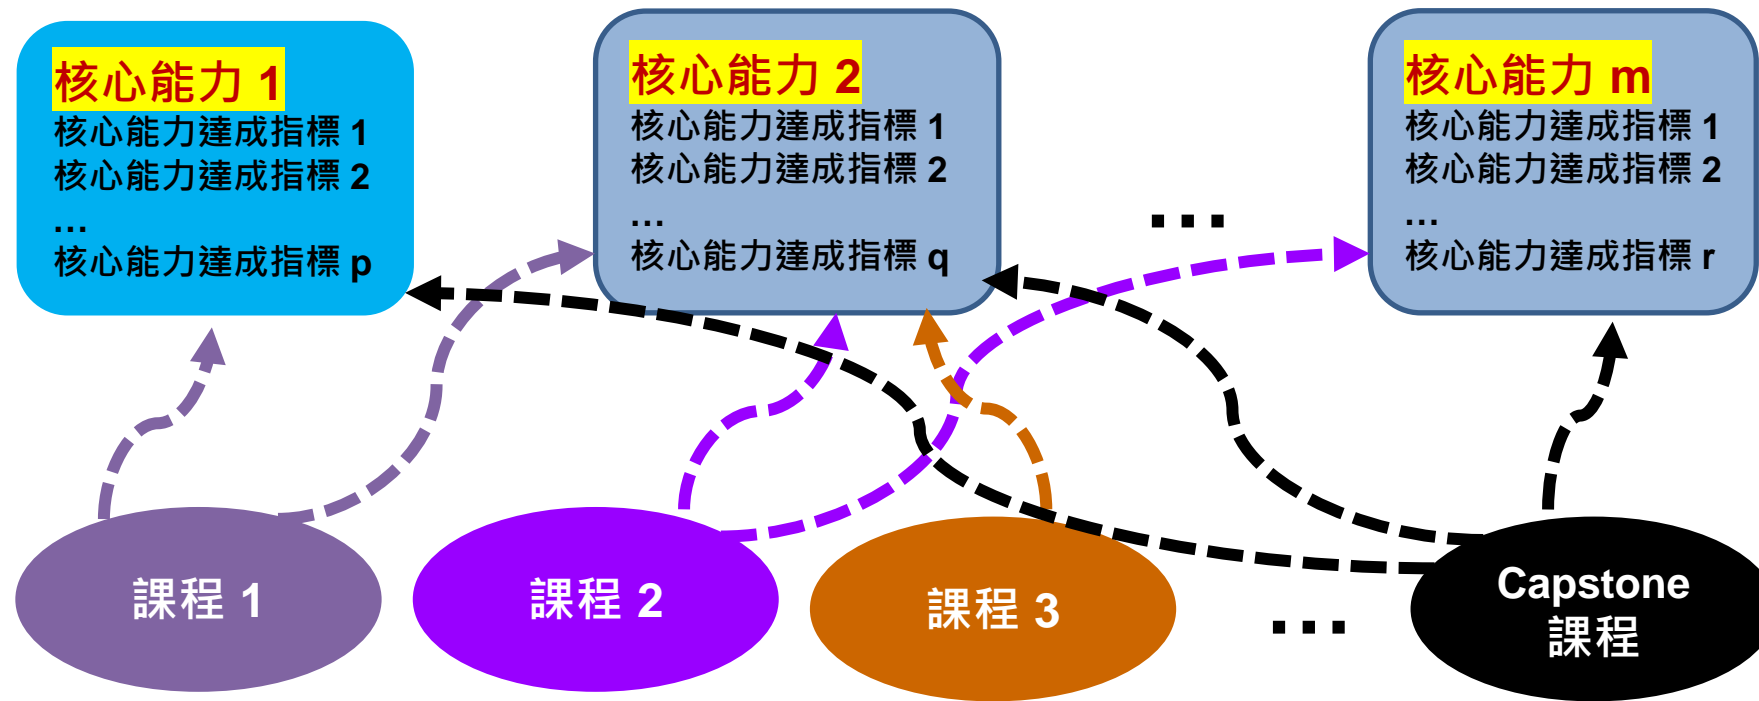 核心能力 1
核心能力達成指標 1
核心能力達成指標 2
…
核心能力達成指標 p
核心能力 2
核心能力達成指標 1
核心能力達成指標 2
…
核心能力達成指標 q
…
核心能力 m
核心能力達成指標 1
核心能力達成指標 2
…
核心能力達成指標 r
課程 1
課程 2
課程 3
…
Capstone
課程